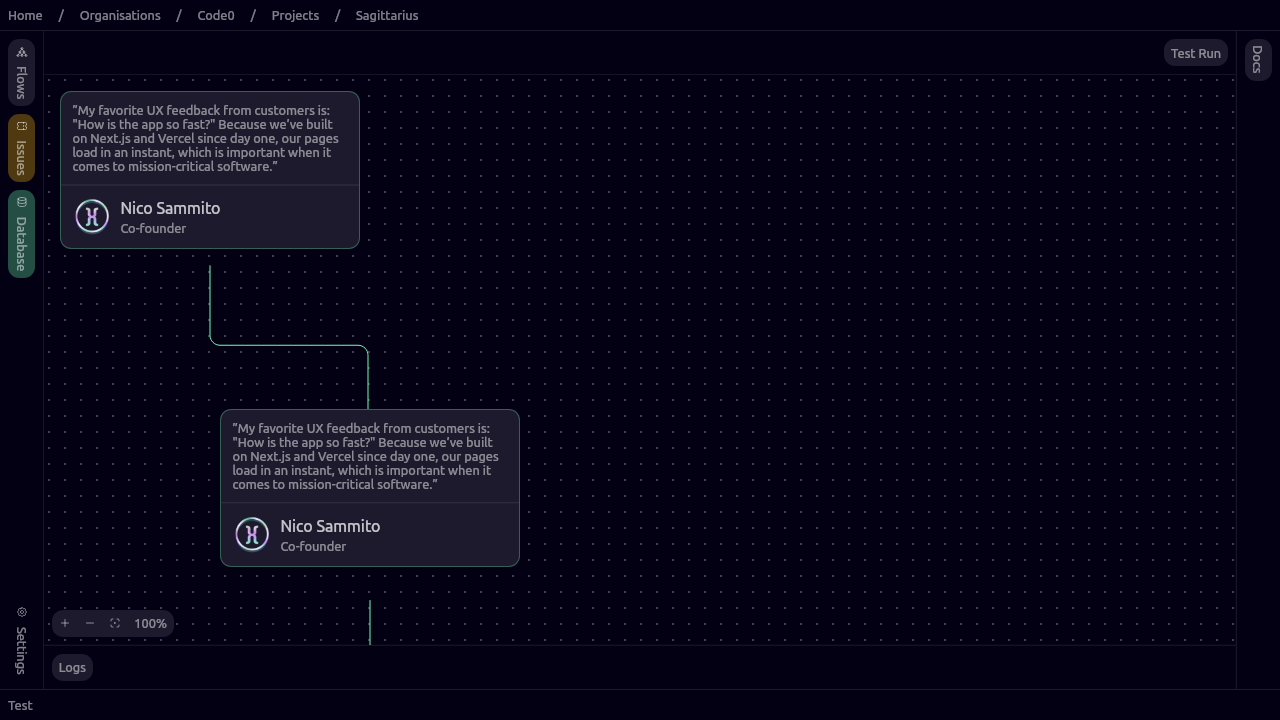 Home / Organisations / Code0 / Projects / Sagittarius
Test Run
Flows
Issues
Database
Settings
Docs
"My favorite UX feedback from customers is:
"How is the app so fast?" Because we've built
on Next.js and Vercel since day one, our pages
load in an instant, which is important when it
comes to mission-critical software."
Nico Sammito
Co-founder
"My favorite UX feedback from customers is:
"How is the app so fast?" Because we've built
on Next.js and Vercel since day one, our pages
load in an instant, which is important when it
comes to mission-critical software."
Nico Sammito
Co-founder
100%
Logs
Test